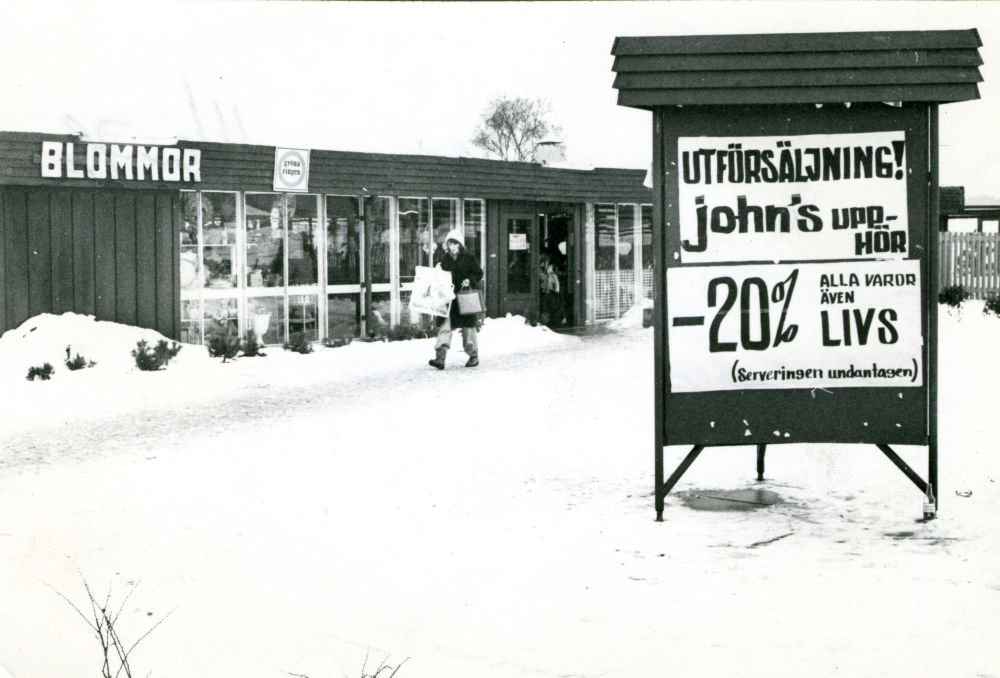 BLOMMOR
gröna
ringen
UTFÖRSÄLJNING!
john's UPP-
HÖR
-20% ALLA VAROR
ÄVEN
LIVS
(Serveringen undantagen)